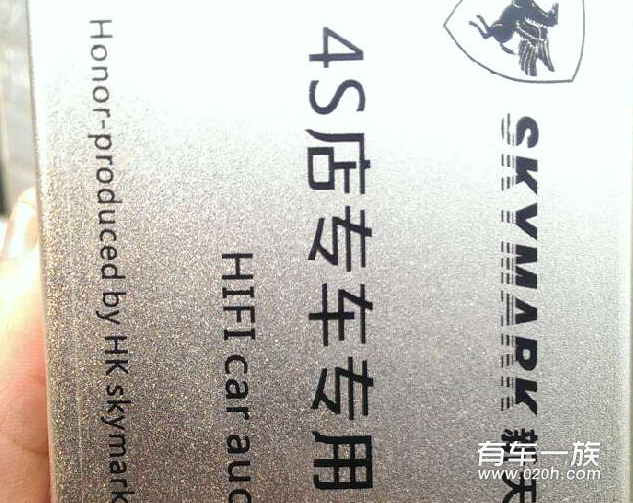 SKYMARK
4S店专车专用
HIFI car
Honor-produced by HK skymark
有车一族
www.02oh.com